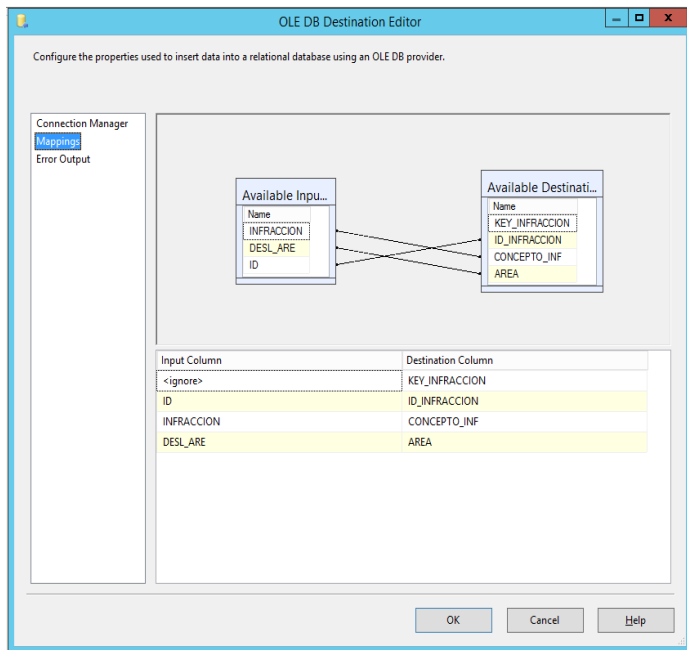 OLE DB Destination Editor
Configure the properties used to insert data into a relational database using an OLE DB provider.
Connection Manager
Mappings
Error Output
Available Inpu...
Name
INFRACCION
DESL_ARE
ID
Available Destinati...
Name
KEY_INFRACCION
ID_INFRACCION
CONCEPTO_INF
AREA
Input Column Destination Column
<ignore> KEY_INFRACCION
ID ID_INFRACCION
INFRACCION CONCEPTO_INF
DESL_ARE AREA
OK Cancel Help